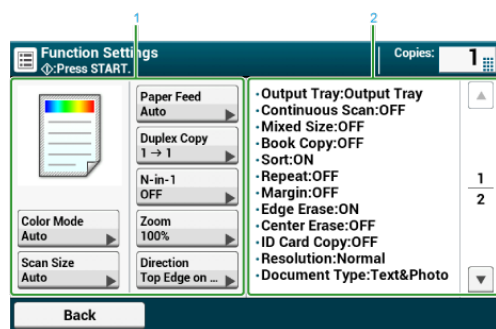 1
2
Function Settings
:Press START.
Copies:
1
Paper Feed
Auto
Duplex Copy
1 → 1
N-in-1
OFF
Color Mode
Auto
Zoom
100%
Scan Size
Auto
Direction
Top Edge on ...
•Output Tray:Output Tray
•Continuous Scan:OFF
•Mixed Size:OFF
•Book Copy:OFF
•Sort:ON
•Repeat:OFF
•Margin:OFF
•Edge Erase:ON
•Center Erase:OFF
•ID Card Copy:OFF
•Resolution:Normal
•Document Type:Text&Photo
1
2
Back